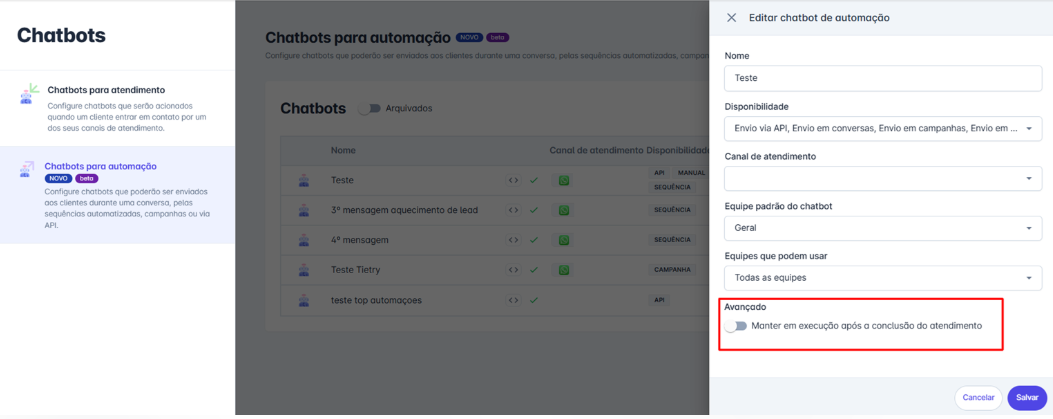 Chatbots
Chatbots para atendimento
Configure chatbots que serão acionados
quando um cliente entrar em contato por um
dos seus canais de atendimento.
Chatbots para automação
NOVO beta
Configure chatbots que poderão ser enviados
aos clientes durante uma conversa, pelas
sequências automatizadas, campanhas ou via
API.
Chatbots para automação NOVO beta
Configure chatbots que poderão ser enviados aos clientes durante uma conversa, pelas sequências automatizadas, campan
Chatbots Arquivados
Nome Canal de atendimento Disponibilidade
Teste API MANUAL
SEQUÊNCIA
3º mensagem aquecimento de lead SEQUÊNCIA
4º mensagem SEQUÊNCIA
Teste Tietry CAMPANHA
teste top automaçoes API
Editar chatbot de automação
Nome
Teste
Disponibilidade
Envio via API, Envio em conversas, Envio em campanhas, Envio em ...
Canal de atendimento
Equipe padrão do chatbot
Geral
Equipes que podem usar
Todas as equipes
Avançado
Manter em execução após a conclusão do atendimento
Cancelar Salvar